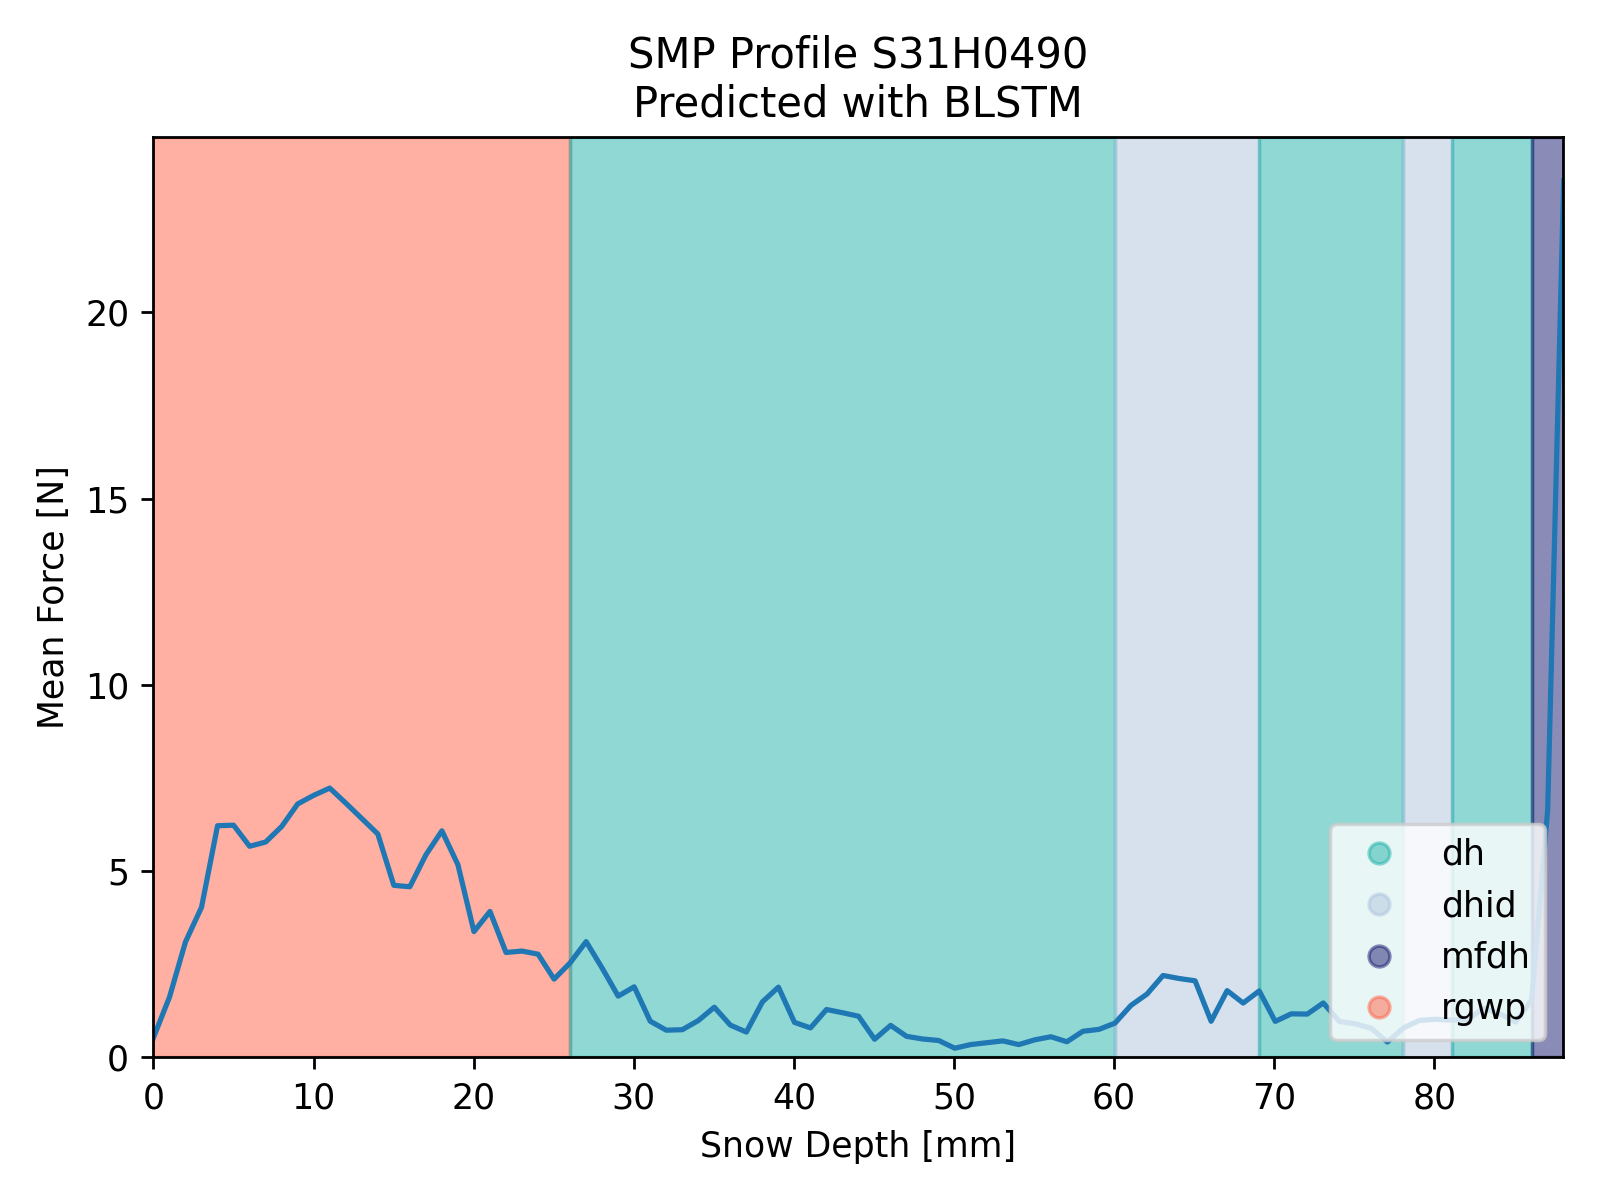 SMP Profile S31H0490
Predicted with BLSTM
Mean Force [N]
20
15
10
5
0
dh
dhid
mfdh
rgwp
0 10 20 30 40 50 60 70 80
Snow Depth [mm]